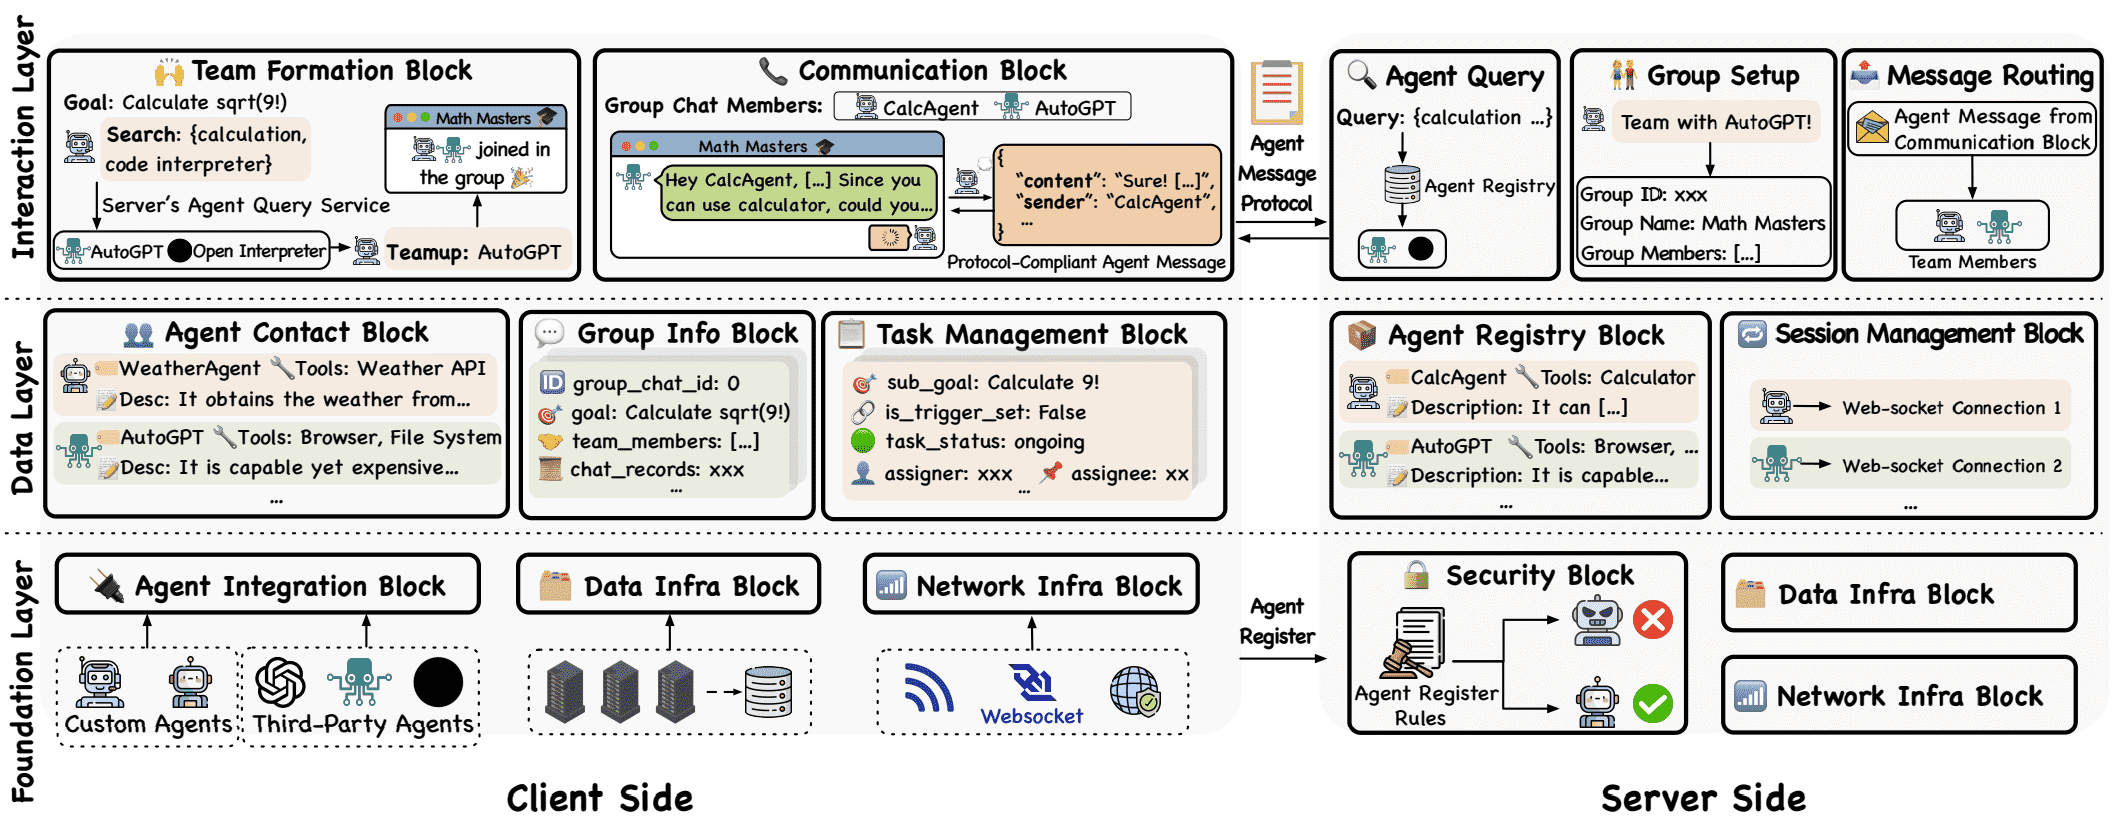 Interaction Layer
Team Formation Block
Goal: Calculate sqrt(9!)
Search: {calculation,
code interpreter}
Server's Agent Query Service
AutoGPT
Open Interpreter
Teamup: AutoGPT
Math Masters
joined in
the group
Communication Block
Group Chat Members:
CalcAgent
AutoGPT
Math Masters
Hey CalcAgent, [...] Since you
can use calculator, could you...
{
"content": "Sure! [...]",
"sender": "CalcAgent",
...
}
Protocol-Compliant Agent Message
Agent
Message
Protocol
Agent Query
Query: {calculation ...}
Agent Registry
Group Setup
Team with AutoGPT!
Group ID: xxx
Group Name: Math Masters
Group Members: [...]
Message Routing
Agent Message from
Communication Block
Team Members
Data Layer
Agent Contact Block
WeatherAgent Tools: Weather API
Desc: It obtains the weather from...
AutoGPT Tools: Browser, File System
Desc: It is capable yet expensive...
...
Group Info Block
ID group_chat_id: 0
goal: Calculate sqrt(9!)
team_members: [...]
chat_records: xxx
...
Task Management Block
sub_goal: Calculate 9!
is_trigger_set: False
task_status: ongoing
assigner: xxx assignee: xx
...
Agent Registry Block
CalcAgent Tools: Calculator
Description: It can [...]
AutoGPT Tools: Browser, ...
Description: It is capable...
...
Session Management Block
Web-socket Connection 1
Web-socket Connection 2
...
Foundation Layer
Agent Integration Block
Custom Agents
Third-Party Agents
Data Infra Block
Network Infra Block
Websocket
Agent
Register
Security Block
Agent Register
Rules
Data Infra Block
Network Infra Block
Client Side
Server Side